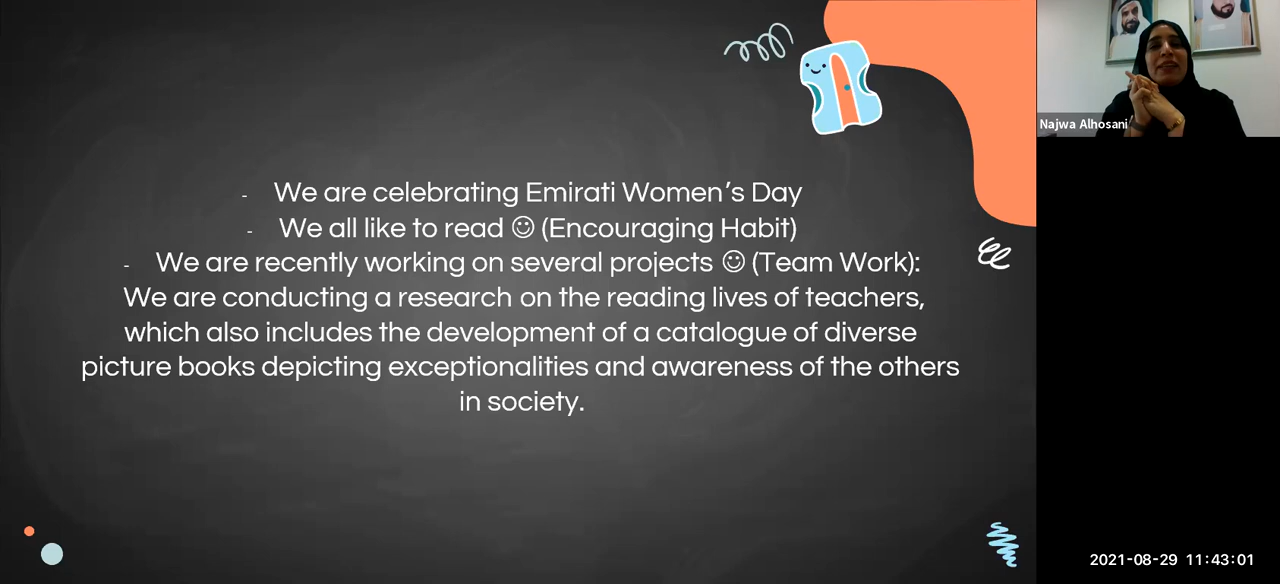 - We are celebrating Emirati Women's Day
- We all like to read ☺ (Encouraging Habit)
- We are recently working on several projects ☺ (Team Work):
We are conducting a research on the reading lives of teachers,
which also includes the development of a catalogue of diverse
picture books depicting exceptionalities and awareness of the others
in society.
Najwa Alhosani
2021-08-29 11:43:01